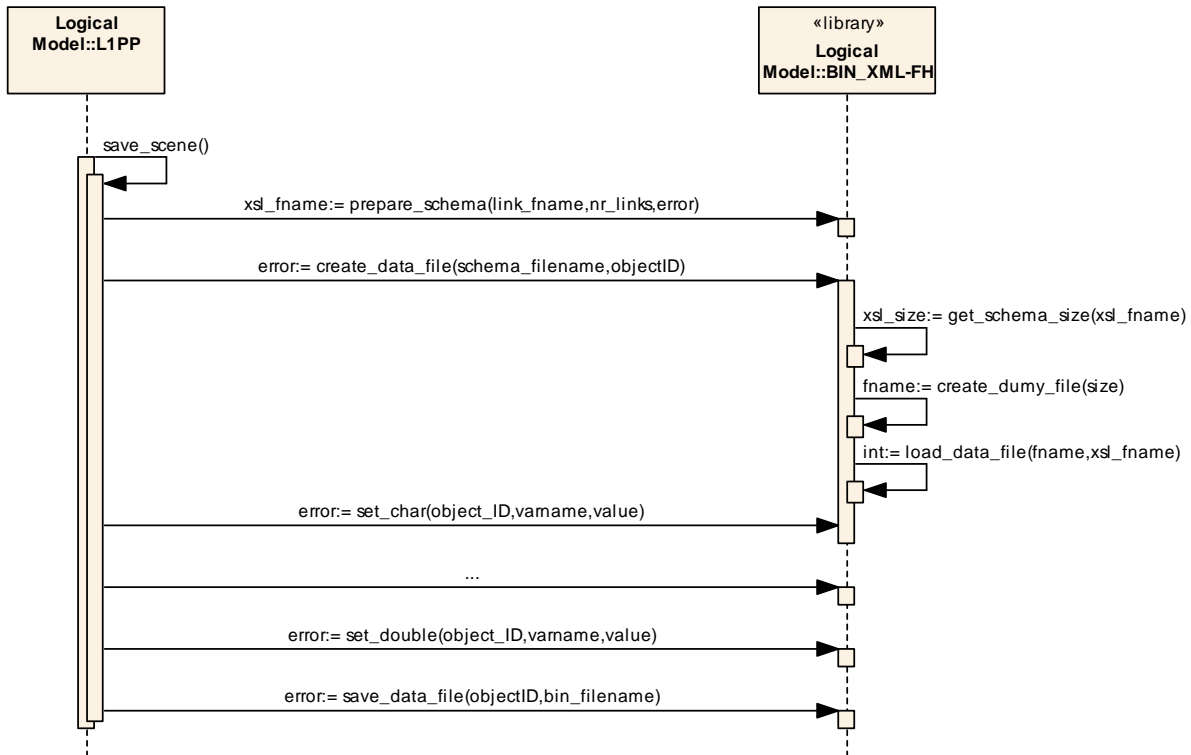 Logical
Model::L1PP
«library»
Logical
Model::BIN_XML-FH
save_scene()
xsl_fname:= prepare_schema(link_fname,nr_links,error)
error:= create_data_file(schema_filename,objectID)
xsl_size:= get_schema_size(xsl_fname)
fname:= create_dumy_file(size)
int:= load_data_file(fname,xsl_fname)
error:= set_char(object_ID,varname,value)
...
error:= set_double(object_ID,varname,value)
error:= save_data_file(objectID,bin_filename)